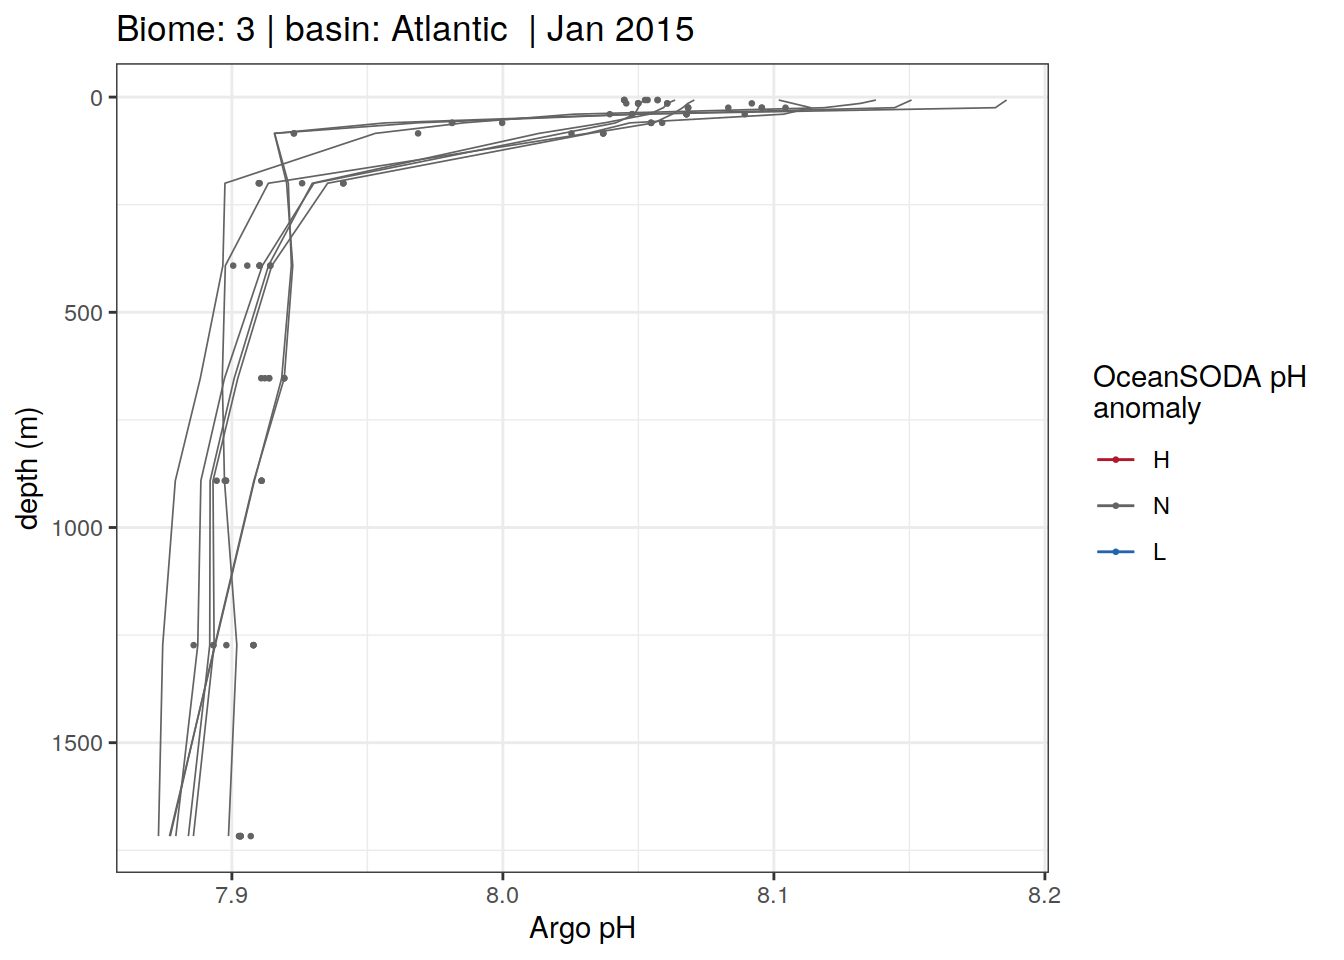 Biome: 3 | basin: Atlantic  | Jan 2015
0
500
1000
1500
depth (m)
7.9
8.0
8.1
8.2
Argo pH
OceanSODA pH
anomaly
H
N
L